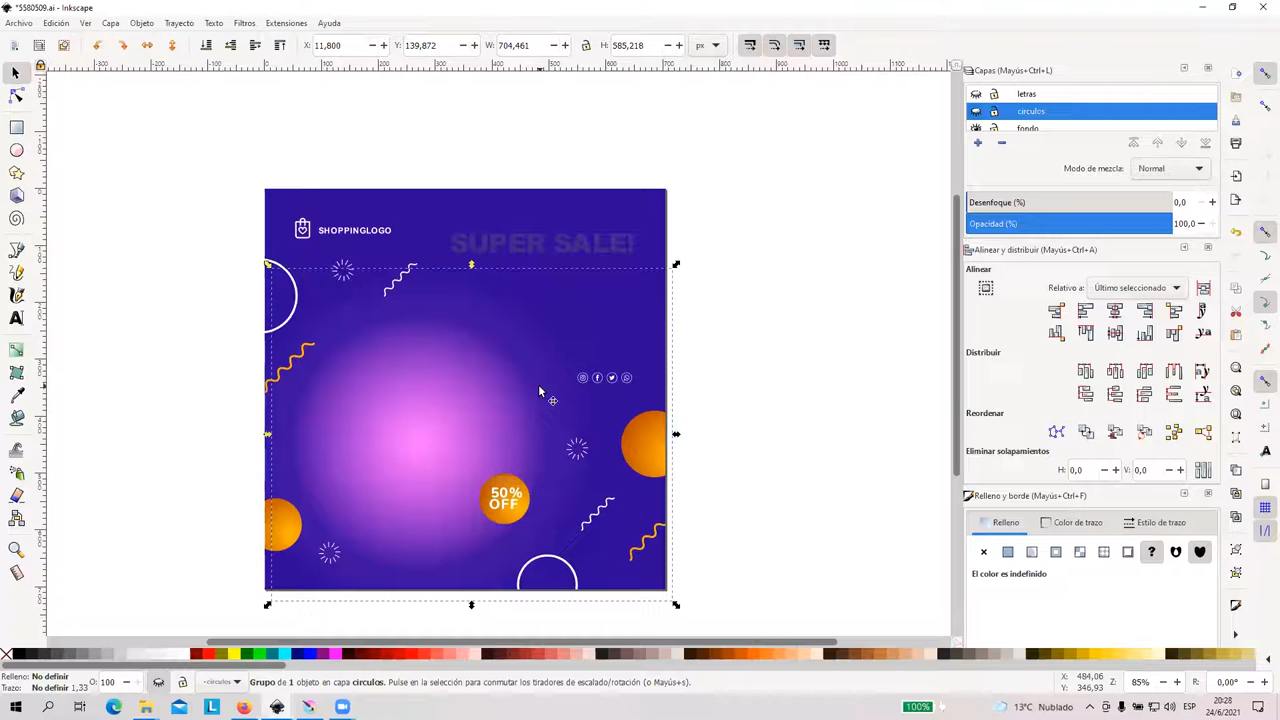 *5580509.ai - Inkscape
Archivo Edición Ver Capa Objeto Trayecto Texto Filtros Extensiones Ayuda
X: 11,800 Y: 139,872 W: 704,461 H: 585,218 px
Capas (Mayús+Ctrl+L)
letras
circulos
fondo
Modo de mezcla: Normal
Desenfoque (%) 0,0
Opacidad (%) 100,0
Alinear y distribuir (Mayús+Ctrl+A)
Alinear
Relativo a: Último seleccionado
Distribuir
Reordenar
Eliminar solapamientos
H: 0,0 V: 0,0
Relleno y borde (Mayús+Ctrl+F)
Relleno Color de trazo Estilo de trazo
El color es indefinido
SHOPPINGLOGO
SUPER SALE!
50%
OFF
Relleno: No definir
Trazo: No definir 1,33
O: 100
circulos
Grupo de 1 objeto en capa circulos. Pulse en la selección para conmutar los tiradores de escalado/rotación (o Mayús+s).
X: 484,06
Y: 346,93
Z: 85%
R: 0,00°
100%
13°C Nublado
ESP
20:28
24/6/2021